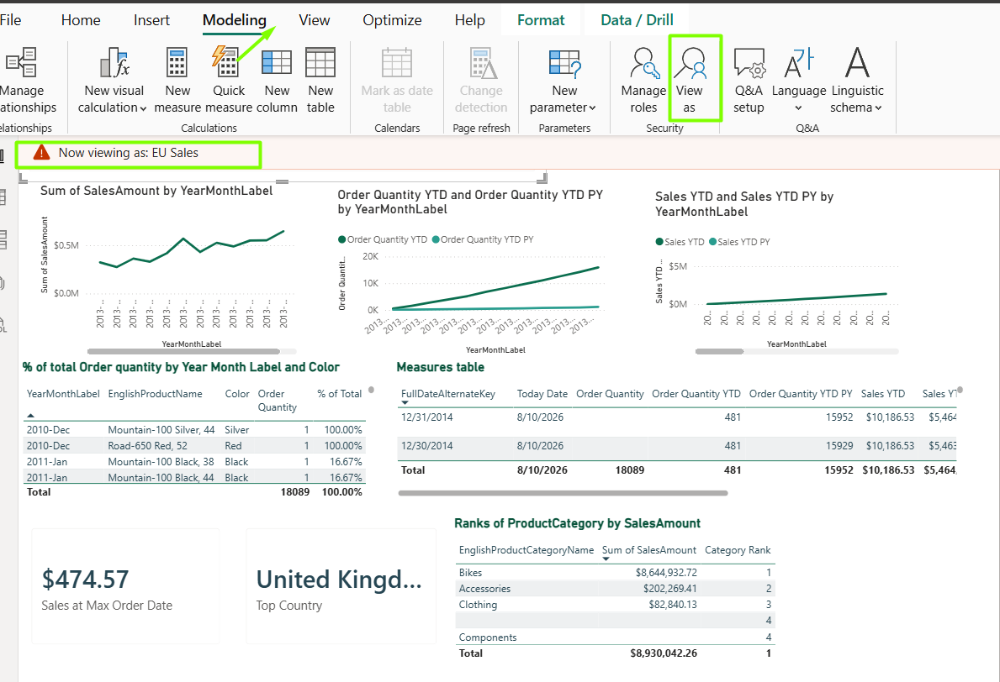 File Home Insert Modeling View Optimize Help Format Data / Drill
Manage New visual New Quick New New Mark as date Change New Manage View Q&A Language Linguistic
ationships calculation measure measure column table table detection parameter roles as setup schema
elationships Calculations Calendars Page refresh Parameters Security Q&A
Now viewing as: EU Sales
Sum of SalesAmount by YearMonthLabel
Sum of SalesAmount
$0.5M
$0.0M
2013-... 2013-... 2013-... 2013-... 2013-... 2013-... 2013-... 2013-... 2013-... 2013-... 2013-... 2013-...
YearMonthLabel
Order Quantity YTD and Order Quantity YTD PY
by YearMonthLabel
Order Quantity YTD Order Quantity YTD PY
Order Quantit...
20K
10K
0K
2013... 2013... 2013... 2013... 2013... 2013... 2013... 2013... 2013... 2013... 2013... 2013...
YearMonthLabel
Sales YTD and Sales YTD PY by
YearMonthLabel
Sales YTD Sales YTD PY
Sales YTD ...
$5M
$0M
20... 20... 20... 20... 20... 20... 20... 20... 20... 20... 20... 20...
YearMonthLabel
% of total Order quantity by Year Month Label and Color
YearMonthLabel EnglishProductName Color Order % of Total
Quantity
2010-Dec Mountain-100 Silver, 44 Silver 1 100.00%
2010-Dec Road-650 Red, 52 Red 1 100.00%
2011-Jan Mountain-100 Black, 38 Black 1 16.67%
2011-Jan Mountain-100 Black, 44 Black 1 16.67%
Total 18089 100.00%
Measures table
FullDateAlternateKey Today Date Order Quantity Order Quantity YTD Order Quantity YTD PY Sales YTD Sales YT
12/31/2014 8/10/2026 481 15952 $10,186.53 $5,464
12/30/2014 8/10/2026 481 15929 $10,186.53 $5,463
Total 8/10/2026 18089 481 15952 $10,186.53 $5,464.
$474.57
Sales at Max Order Date
United Kingd...
Top Country
Ranks of ProductCategory by SalesAmount
EnglishProductCategoryName Sum of SalesAmount Category Rank
Bikes $8,644,932.72 1
Accessories $202,269.41 2
Clothing $82,840.13 3
4
Components 4
Total $8,930,042.26 1